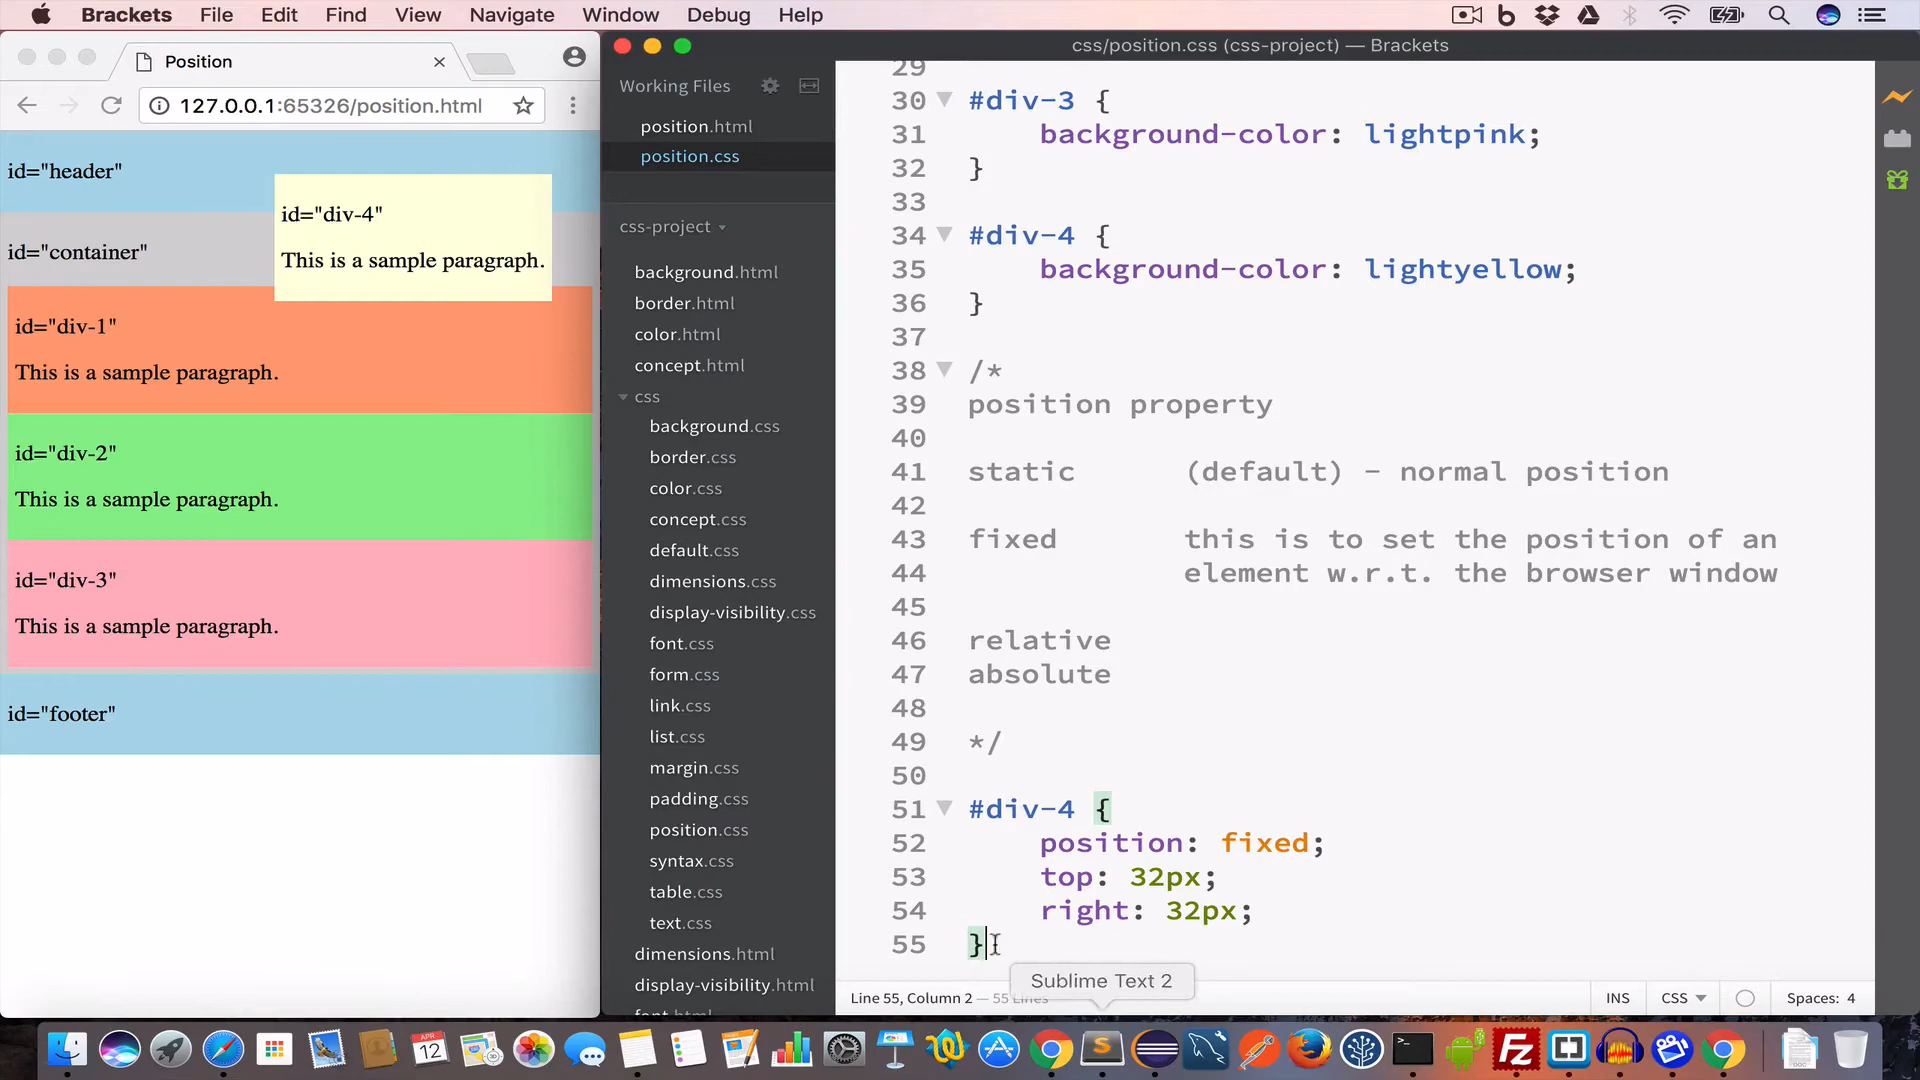 Brackets File Edit Find View Navigate Window Debug Help
Position
127.0.0.1:65326/position.html
id="header"
id="div-4"
This is a sample paragraph.
id="container"
id="div-1"
This is a sample paragraph.
id="div-2"
This is a sample paragraph.
id="div-3"
This is a sample paragraph.
id="footer"
css/position.css (css-project) — Brackets
Working Files
position.html
position.css
css-project
background.html
border.html
color.html
concept.html
css
background.css
border.css
color.css
concept.css
default.css
dimensions.css
display-visibility.css
font.css
form.css
link.css
list.css
margin.css
padding.css
position.css
syntax.css
table.css
text.css
dimensions.html
display-visibility.html
font.html
29
30 #div-3 {
31 background-color: lightpink;
32 }
33
34 #div-4 {
35 background-color: lightyellow;
36 }
37
38 /*
39 position property
40
41 static (default) - normal position
42
43 fixed this is to set the position of an
44 element w.r.t. the browser window
45
46 relative
47 absolute
48
49 */
50
51 #div-4 {
52 position: fixed;
53 top: 32px;
54 right: 32px;
55 }
Sublime Text 2
Line 55, Column 2 — 55 Lines
INS CSS Spaces: 4
APR
12